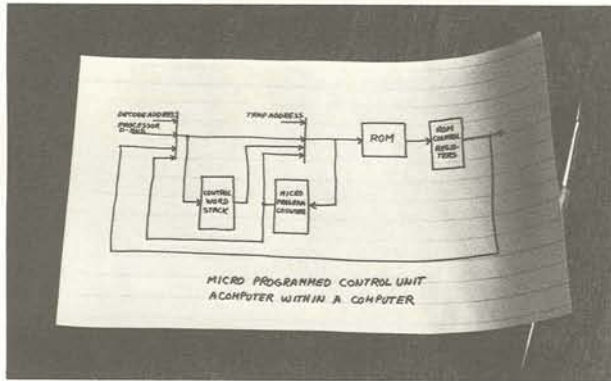 DECODE ADDRESS
PROCESSOR
D-BUS
TRAP ADDRESS
ROM
ROM
CONTROL
REGIS-
TERS
CONTROL
WORD
STACK
MICRO
PROGRAM
COUNTER
MICRO PROGRAMMED CONTROL UNIT
A COMPUTER WITHIN A COMPUTER